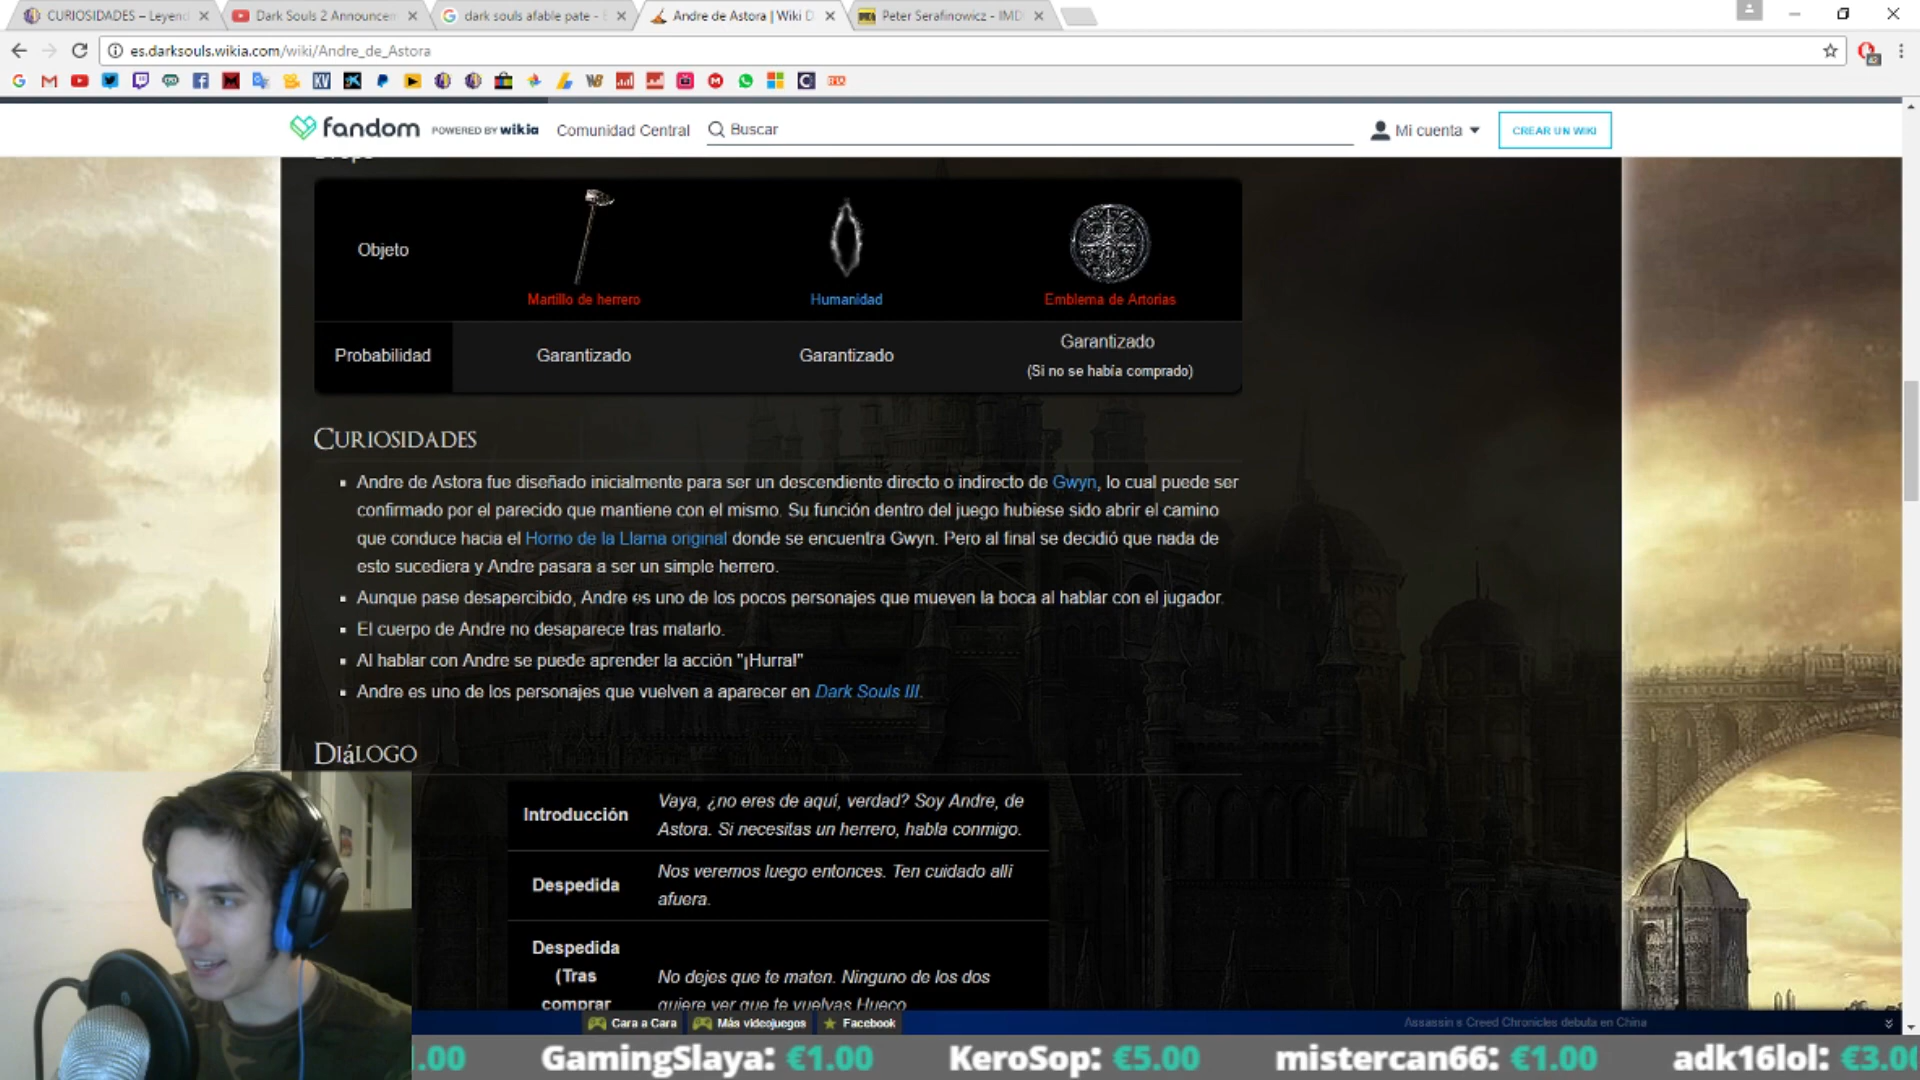 CURIOSIDADES – Leyend
Dark Souls 2 Announcem
dark souls afable pate -
Andre de Astora | Wiki D
Peter Serafinowicz - IMD
es.darksouls.wikia.com/wiki/Andre_de_Astora
fandom POWERED BY wikia Comunidad Central Buscar Mi cuenta CREAR UN WIKI
Objeto
Martillo de herrero Humanidad Emblema de Artorias
Probabilidad Garantizado Garantizado Garantizado
(Si no se había comprado)
CURIOSIDADES
Andre de Astora fue diseñado inicialmente para ser un descendiente directo o indirecto de Gwyn, lo cual puede ser
confirmado por el parecido que mantiene con el mismo. Su función dentro del juego hubiese sido abrir el camino
que conduce hacia el Horno de la Llama original donde se encuentra Gwyn. Pero al final se decidió que nada de
esto sucediera y Andre pasara a ser un simple herrero.
Aunque pase desapercibido, Andre es uno de los pocos personajes que mueven la boca al hablar con el jugador.
El cuerpo de Andre no desaparece tras matarlo.
Al hablar con Andre se puede aprender la acción "¡Hurra!"
Andre es uno de los personajes que vuelven a aparecer en Dark Souls III.
DIáLOGO
Introducción
Vaya, ¿no eres de aquí, verdad? Soy Andre, de
Astora. Si necesitas un herrero, habla conmigo.
Despedida
Nos veremos luego entonces. Ten cuidado allí
afuera.
Despedida
(Tras
comprar
No dejes que te maten. Ninguno de los dos
quiere ver que te vuelvas Hueco
Cara a Cara Más videojuegos Facebook
Assassin's Creed Chronicles debuta en China
1.00 GamingSlaya: €1.00 KeroSop: €5.00 mistercan66: €1.00 adk16lol: €3.00